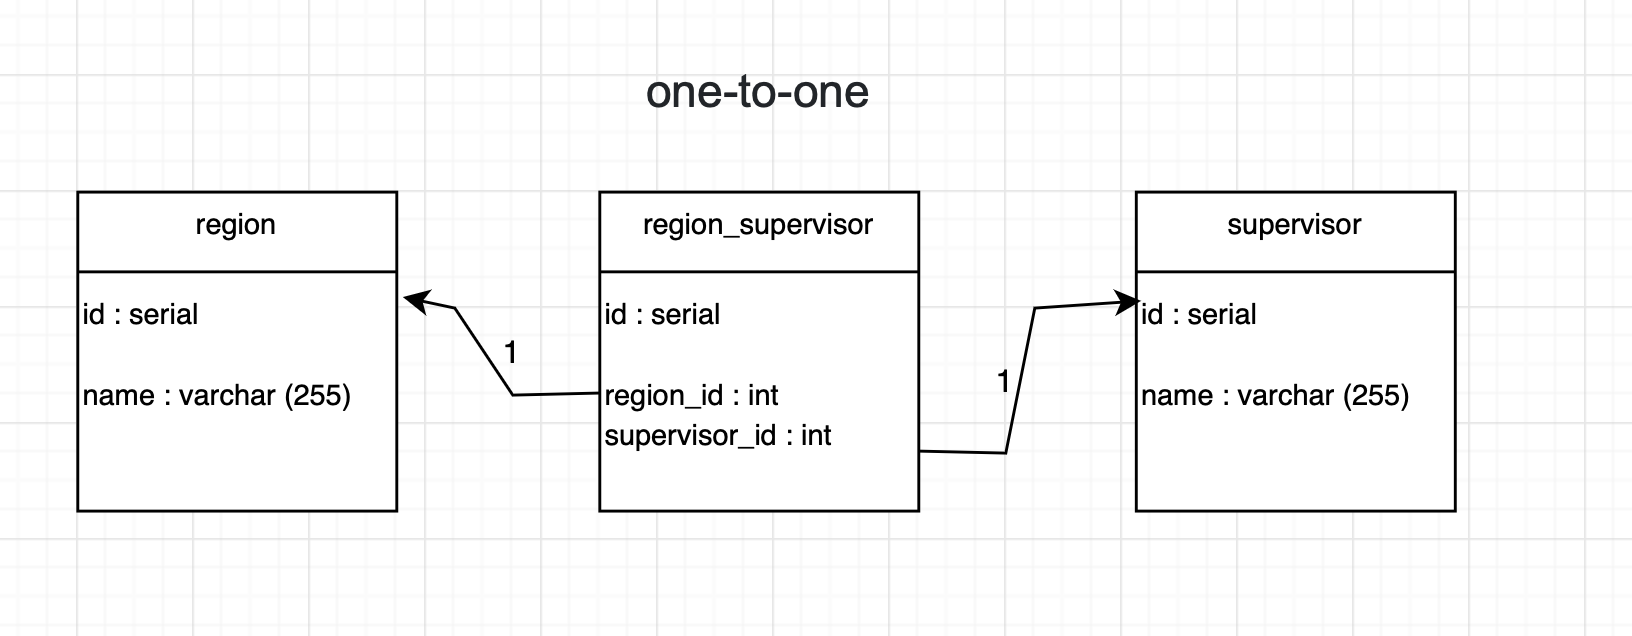 one-to-one
region
id : serial
name : varchar (255)
1
region_supervisor
id : serial
region_id : int
supervisor_id : int
1
supervisor
id : serial
name : varchar (255)